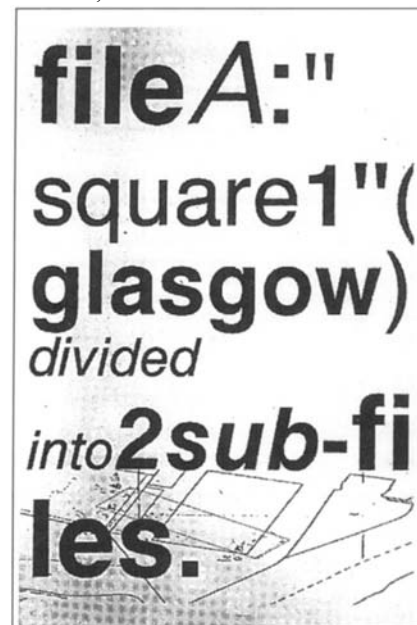 fileA:"
square1"(
glasgow)
divided
into2sub-fi
les.